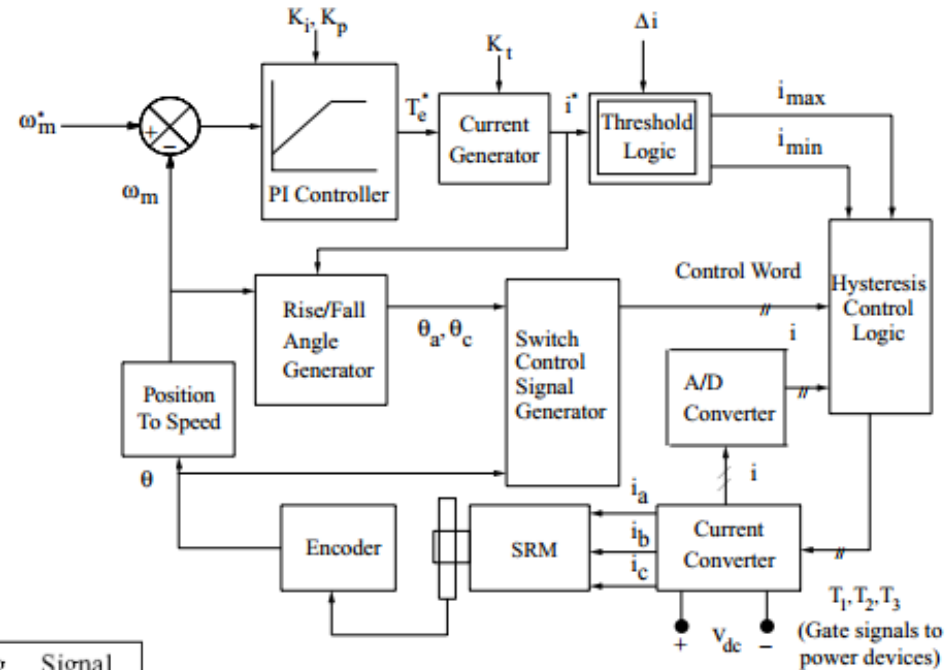 K_i, K_p
K_t
Δi
ω_m^*
+
−
ω_m
PI Controller
T_e^*
Current
Generator
i^*
Threshold
Logic
i_max
i_min
Rise/Fall
Angle
Generator
θ_a, θ_c
Switch
Control
Signal
Generator
Control Word
Hysteresis
Control
Logic
i
A/D
Converter
Position
To Speed
θ
i
Encoder
SRM
i_a
i_b
i_c
Current
Converter
+ v_dc −
T_1, T_2, T_3
(Gate signals to
power devices)
Signal